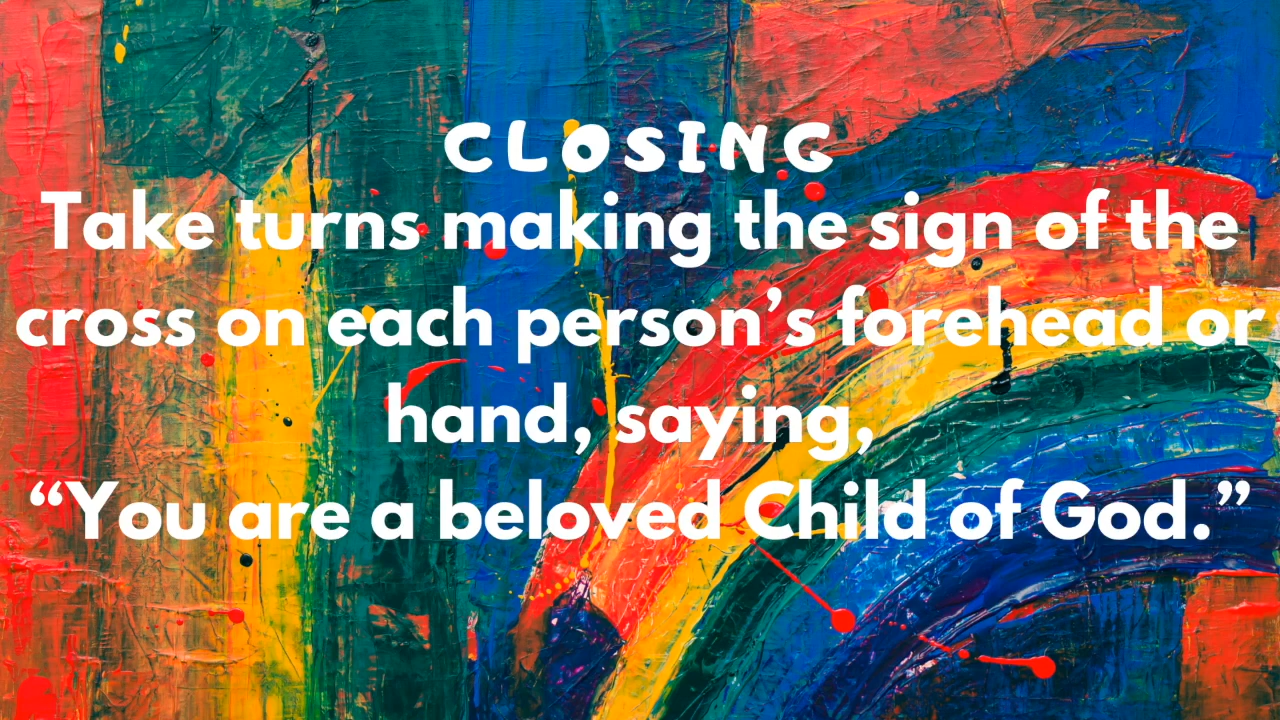 CLOSING
Take turns making the sign of the
cross on each person’s forehead or
hand, saying,
“You are a beloved Child of God.”